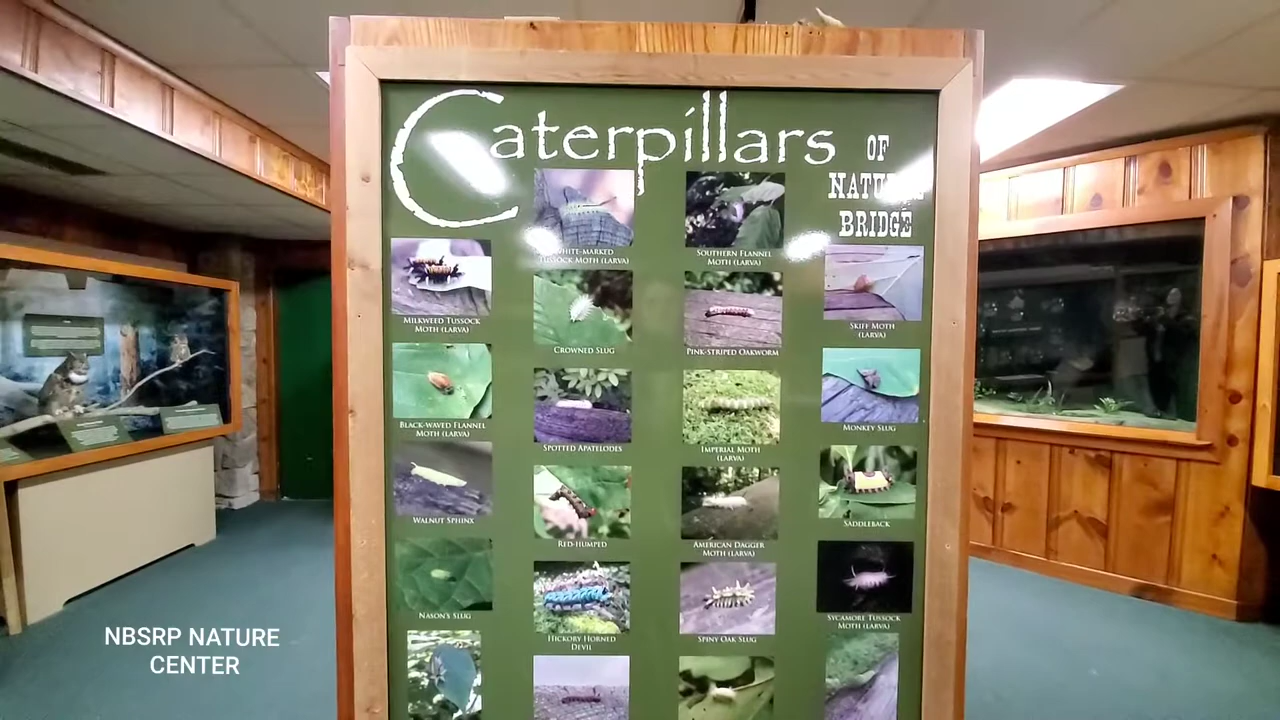 Caterpillars
OF
NATURAL
BRIDGE
WHITE-MARKED
TUSSOCK MOTH (LARVA)
SOUTHERN FLANNEL
MOTH (LARVA)
MILKWEED TUSSOCK
MOTH (LARVA)
CROWNED SLUG
PINK-STRIPED OAKWORM
SKIFF MOTH
(LARVA)
BLACK-WAVED FLANNEL
MOTH (LARVA)
SPOTTED APATELODES
IMPERIAL MOTH
(LARVA)
MONKEY SLUG
WALNUT SPHINX
RED-HUMPED
AMERICAN DAGGER
MOTH (LARVA)
SADDLEBACK
NASON'S SLUG
HICKORY HORNED
DEVIL
SPINY OAK SLUG
SYCAMORE TUSSOCK
MOTH (LARVA)
NBSRP NATURE
CENTER